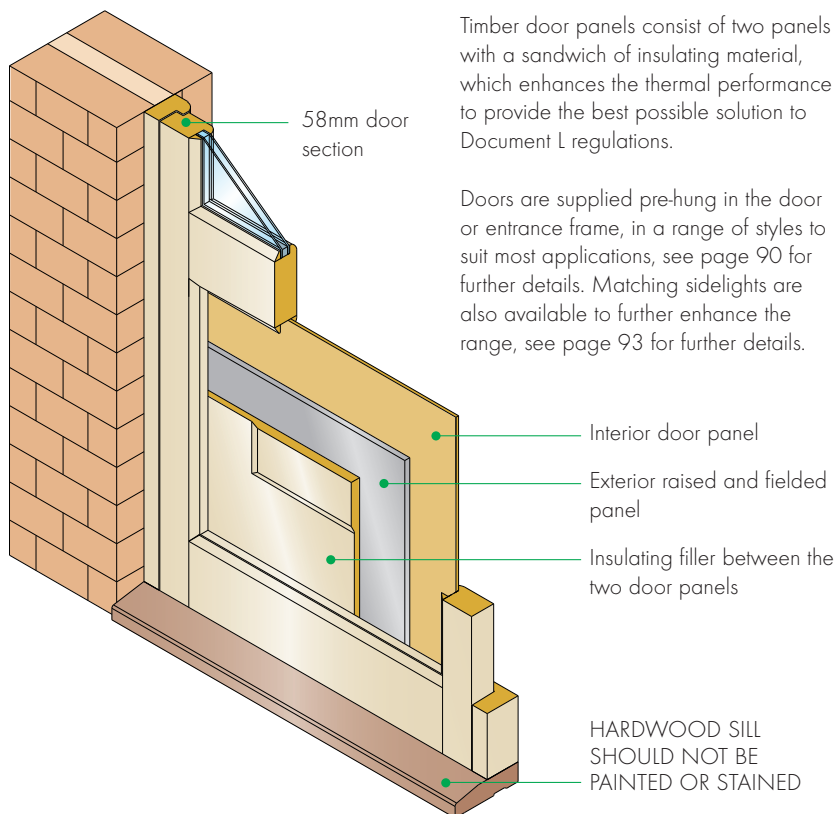 Timber door panels consist of two panels
with a sandwich of insulating material,
which enhances the thermal performance
to provide the best possible solution to
Document L regulations.
Doors are supplied pre-hung in the door
or entrance frame, in a range of styles to
suit most applications, see page 90 for
further details. Matching sidelights are
also available to further enhance the
range, see page 93 for further details.
58mm door
section
Interior door panel
Exterior raised and fielded
panel
Insulating filler between the
two door panels
HARDWOOD SILL
SHOULD NOT BE
PAINTED OR STAINED